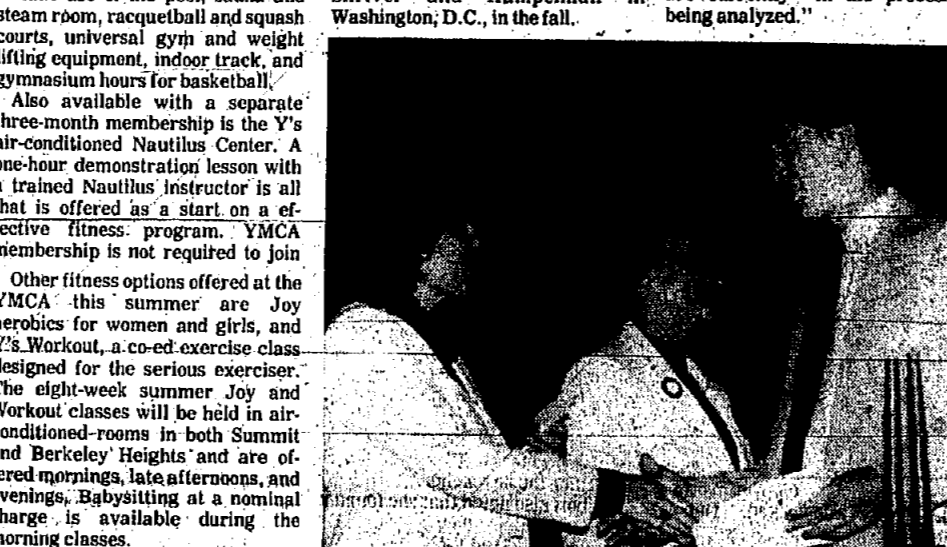 steam room, racquetball and squash
courts, universal gym and weight
lifting equipment, indoor track, and
gymnasium hours for basketball.
Also available with a separate
three-month membership is the Y's
air-conditioned Nautilus Center. A
one-hour demonstration lesson with
a trained Nautilus instructor is all
that is offered as a start on a ef-
fective fitness program. YMCA
membership is not required to join
Other fitness options offered at the
YMCA this summer are Joy
aerobics for women and girls, and
Y's Workout, a co-ed exercise class
designed for the serious exerciser.
The eight-week summer Joy and
Workout classes will be held in air-
conditioned-rooms in both Summit
and Berkeley Heights and are of-
fered mornings, late afternoons, and
evenings. Babysitting at a nominal
charge is available during the
morning classes.
Washington, D.C., in the fall.
being analyzed."